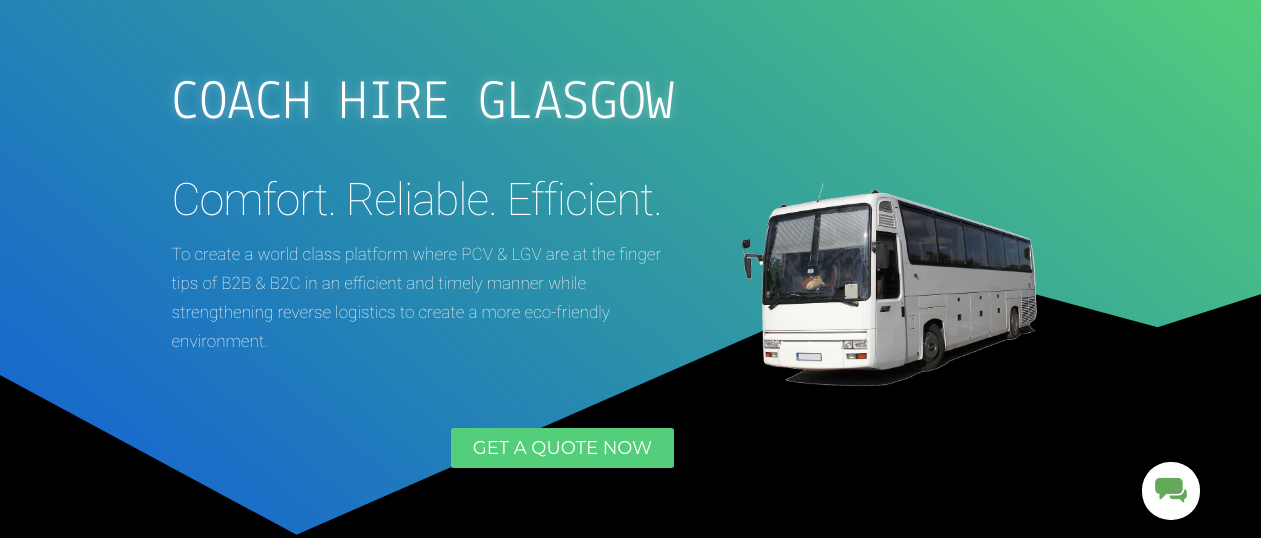 COACH HIRE GLASGOW
Comfort. Reliable. Efficient.
To create a world class platform where PCV & LGV are at the finger
tips of B2B & B2C in an efficient and timely manner while
strengthening reverse logistics to create a more eco-friendly
environment.
GET A QUOTE NOW